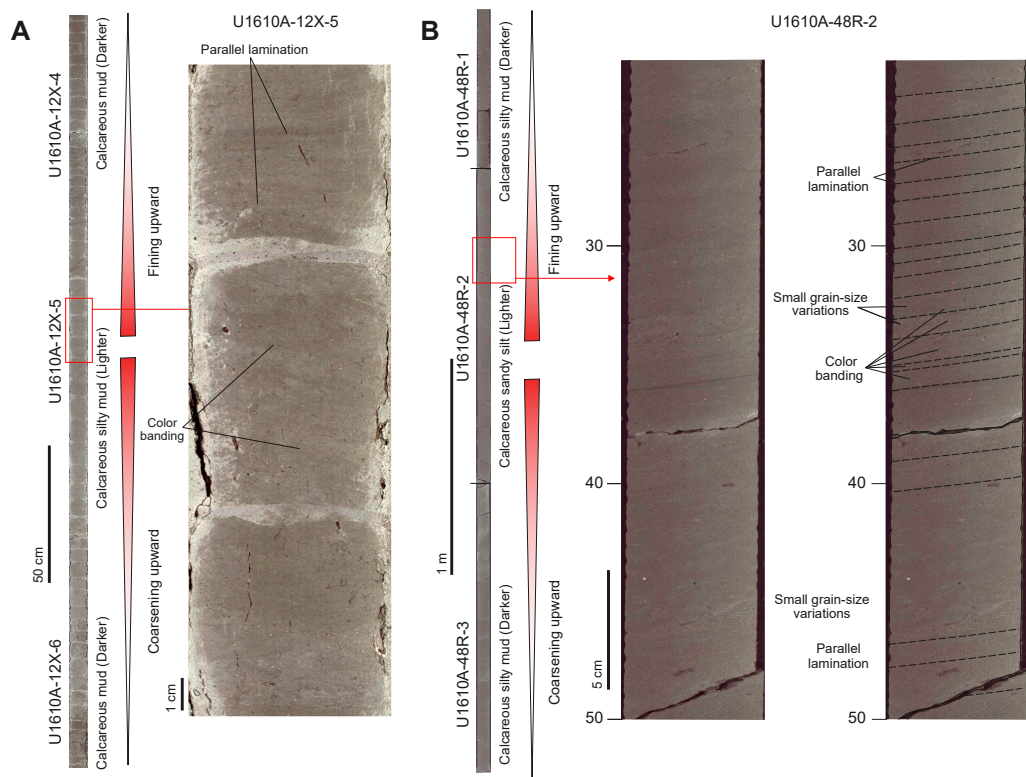 A
U1610A-12X-5
U1610A-12X-4
Calcareous mud (Darker)
Fining upward
Parallel lamination
U1610A-12X-5
Calcareous silty mud (Lighter)
Color
banding
50 cm
Coarsening upward
U1610A-12X-6
Calcareous mud (Darker)
1 cm
B
U1610A-48R-2
U1610A-48R-1
Calcareous silty mud (Darker)
Fining upward
U1610A-48R-2
Calcareous sandy silt (Lighter)
1 m
Coarsening upward
U1610A-48R-3
Calcareous silty mud (Darker)
30
40
5 cm
50
Parallel
lamination
30
Small grain-size
variations
Color
banding
40
Small grain-size
variations
Parallel
lamination
50